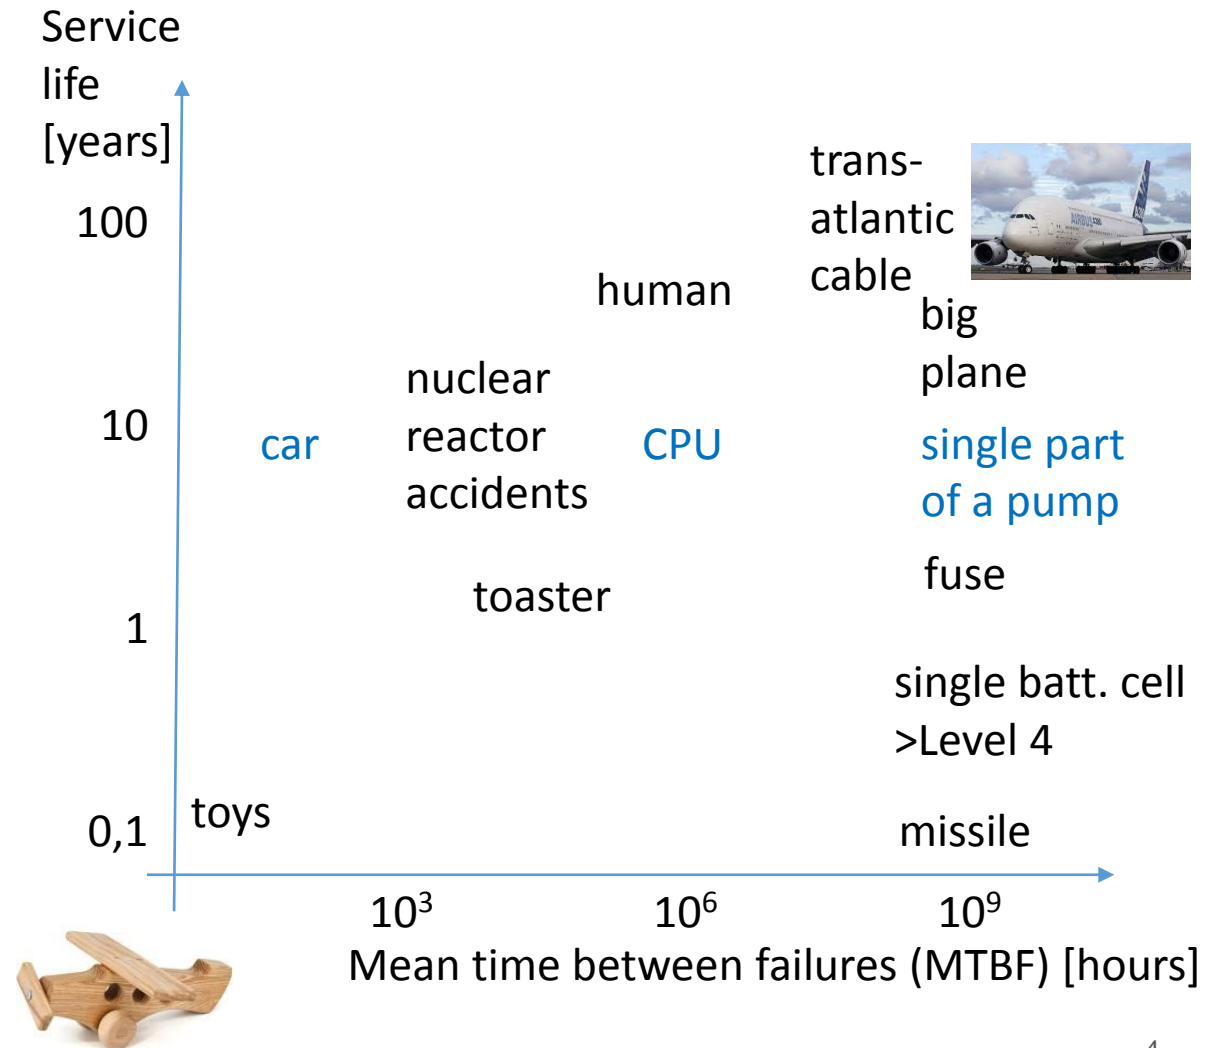 Service
life
[years]
100
10
1
0,1
trans-
atlantic
cable
AIRBUS A380
human
big
plane
nuclear
reactor
accidents
car
CPU
single part
of a pump
fuse
toaster
single batt. cell
>Level 4
toys
missile
10³
10⁶
10⁹
Mean time between failures (MTBF) [hours]